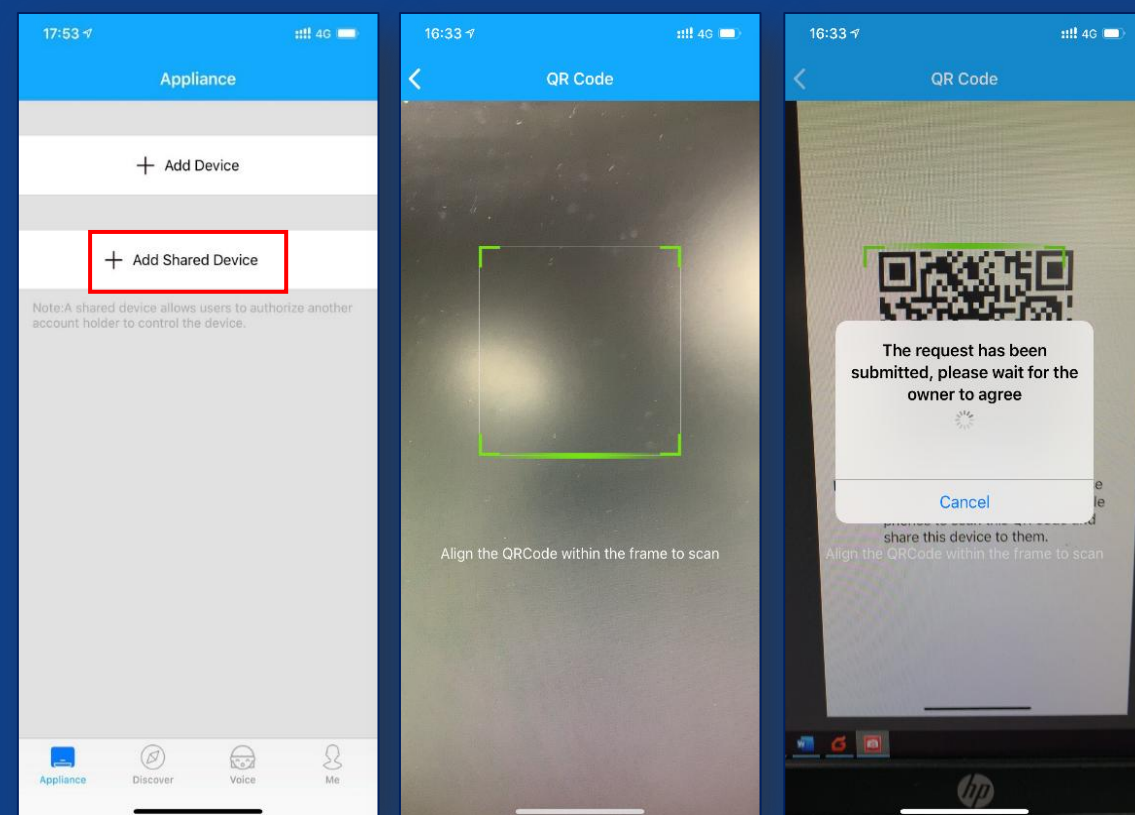 17:53
4G
Appliance
+ Add Device
+ Add Shared Device
Note:A shared device allows users to authorize another
account holder to control the device.
Appliance
Discover
Voice
Me
16:33
4G
QR Code
Align the QRCode within the frame to scan
16:33
4G
QR Code
The request has been
submitted, please wait for the
owner to agree
Cancel
share this device to them.
Align the QRCode within the frame to scan
hp